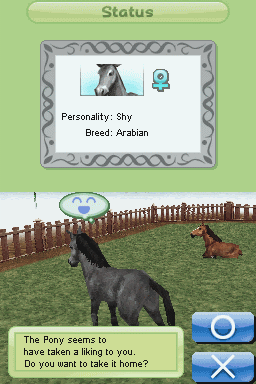 Status
Personality: Shy
Breed: Arabian
The Pony seems to
have taken a liking to you.
Do you want to take it home?